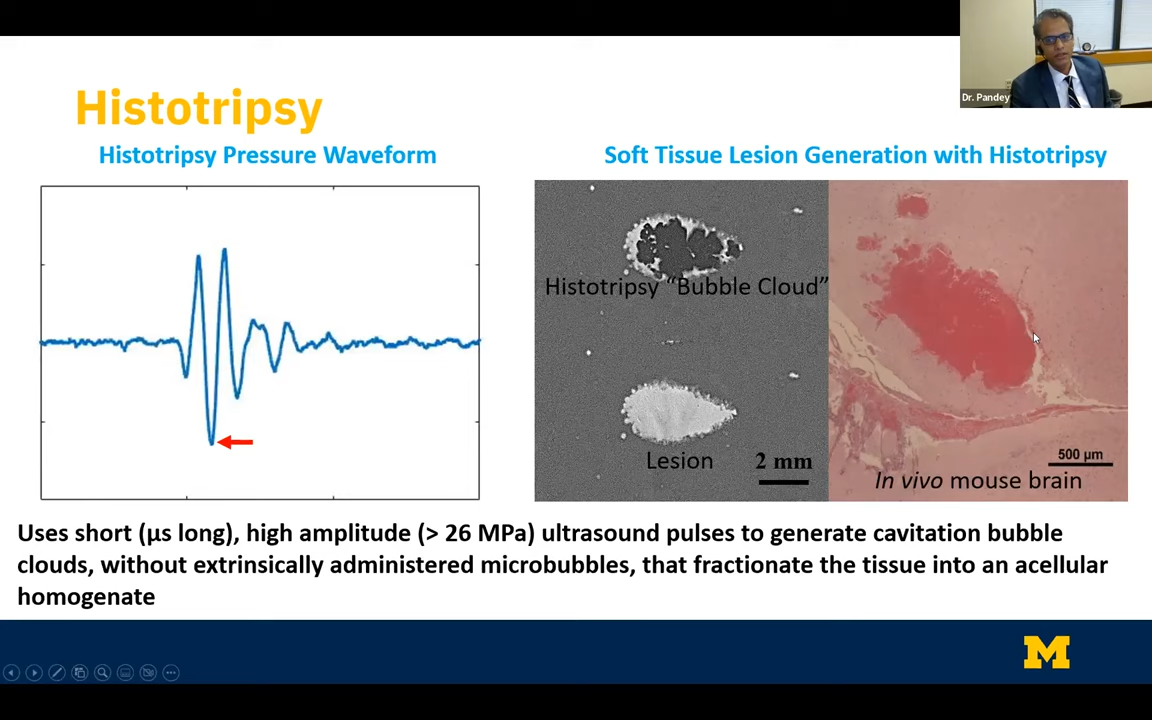 Dr. Pandey
Histotripsy
Histotripsy Pressure Waveform
Soft Tissue Lesion Generation with Histotripsy
Histotripsy “Bubble Cloud”
Lesion
2 mm
500 µm
In vivo mouse brain
Uses short (µs long), high amplitude (> 26 MPa) ultrasound pulses to generate cavitation bubble
clouds, without extrinsically administered microbubbles, that fractionate the tissue into an acellular
homogenate
M